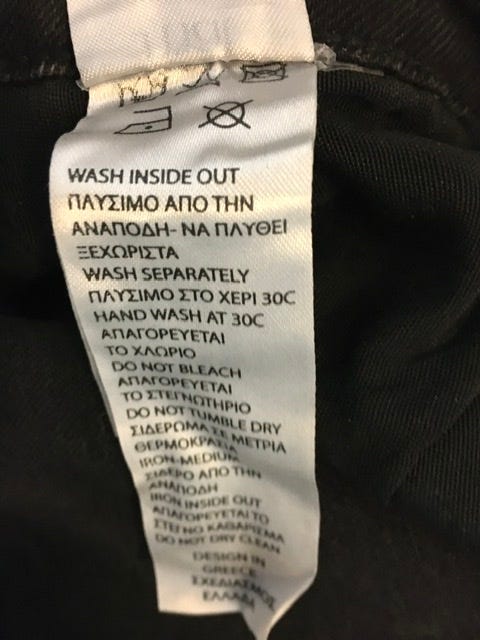 WASH INSIDE OUT
ΠΛΥΣΙΜΟ ΑΠΟ ΤΗΝ
ΑΝΑΠΟΔΗ- ΝΑ ΠΛΥΘΕΙ
ΞΕΧΩΡΙΣΤΑ
WASH SEPARATELY
ΠΛΥΣΙΜΟ ΣΤΟ ΧΕΡΙ 30C
HAND WASH AT 30C
ΑΠΑΓΟΡΕΥΕΤΑΙ
ΤΟ ΧΛΩΡΙΟ
DO NOT BLEACH
ΑΠΑΓΟΡΕΥΕΤΑΙ
ΤΟ ΣΤΕΓΝΩΤΗΡΙΟ
DO NOT TUMBLE DRY
ΣΙΔΕΡΩΜΑ ΣΕ ΜΕΤΡΙΑ
ΘΕΡΜΟΚΡΑΣΙΑ
IRON-MEDIUM
ΣΙΔΕΡΟ ΑΠΟ ΤΗΝ
ΑΝΑΠΟΔΗ
IRON INSIDE OUT
ΑΠΑΓΟΡΕΥΕΤΑΙ ΤΟ
ΣΤΕΓΝΟ ΚΑΘΑΡΙΣΜΑ
DO NOT DRY CLEAN
DESIGN IN
GREECE
ΣΧΕΔΙΑΣΜΟΣ
ΕΛΛΑΔΑ